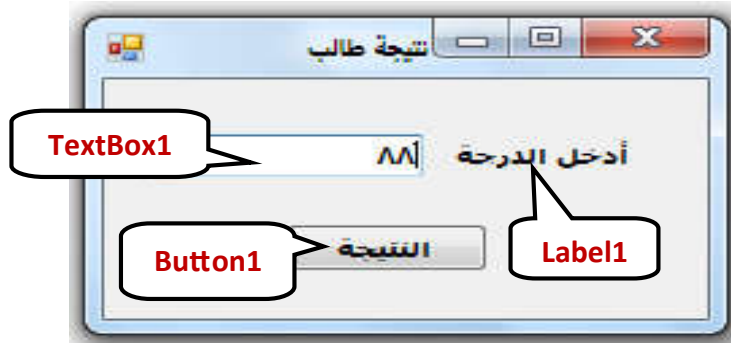 نتيجة طالب
TextBox1
أدخل الدرجة ٨٨
Button1
النتيجة
Label1